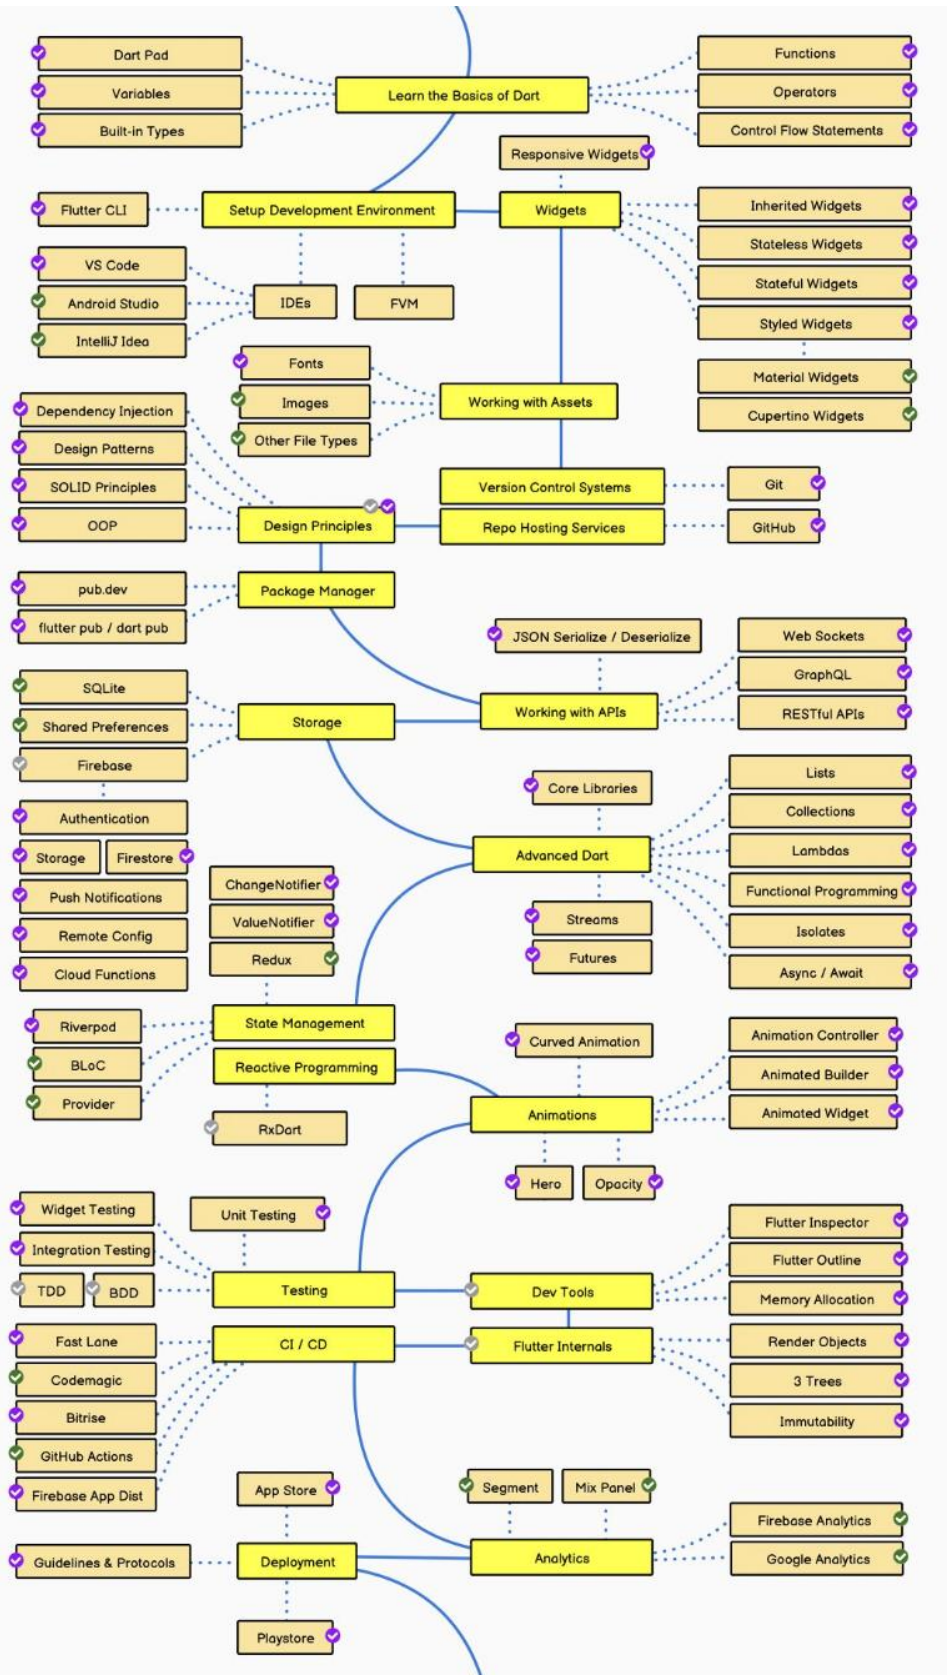 Dart Pad
Variables
Built-in Types
Learn the Basics of Dart
Functions
Operators
Control Flow Statements
Responsive Widgets
Flutter CLI
Setup Development Environment
Widgets
Inherited Widgets
Stateless Widgets
Stateful Widgets
Styled Widgets
Material Widgets
Cupertino Widgets
VS Code
Android Studio
IntelliJ Idea
IDEs
FVM
Fonts
Images
Other File Types
Working with Assets
Dependency Injection
Design Patterns
SOLID Principles
OOP
Design Principles
Version Control Systems
Repo Hosting Services
Git
GitHub
pub.dev
flutter pub / dart pub
Package Manager
JSON Serialize / Deserialize
Web Sockets
GraphQL
RESTful APIs
Working with APIs
SQLite
Shared Preferences
Firebase
Storage
Authentication
Storage
Firestore
Push Notifications
Remote Config
Cloud Functions
Core Libraries
Advanced Dart
Streams
Futures
Lists
Collections
Lambdas
Functional Programming
Isolates
Async / Await
ChangeNotifier
ValueNotifier
Redux
State Management
Reactive Programming
Riverpod
BLoC
Provider
RxDart
Curved Animation
Animations
Animation Controller
Animated Builder
Animated Widget
Hero
Opacity
Widget Testing
Integration Testing
TDD
BDD
Unit Testing
Testing
Dev Tools
Flutter Inspector
Flutter Outline
Memory Allocation
CI / CD
Flutter Internals
Render Objects
3 Trees
Immutability
Fast Lane
Codemagic
Bitrise
GitHub Actions
Firebase App Dist
App Store
Segment
Mix Panel
Guidelines & Protocols
Deployment
Analytics
Firebase Analytics
Google Analytics
Playstore